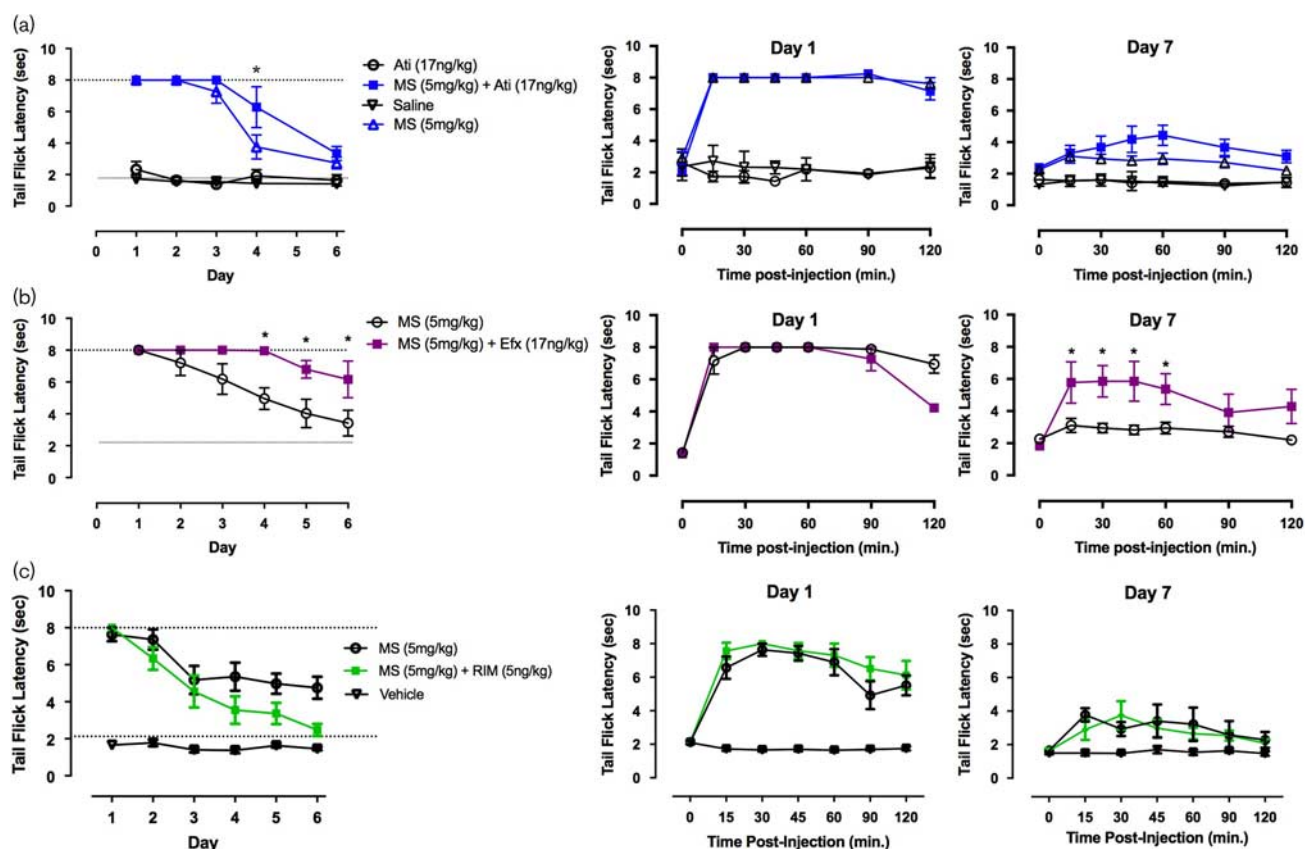 (a)
Tail Flick Latency (sec)
10
8
6
4
2
0
*
0 1 2 3 4 5 6
Day
Ati (17ng/kg)
MS (5mg/kg) + Ati (17ng/kg)
Saline
MS (5mg/kg)
Day 1
Tail Flick Latency (sec)
10
8
6
4
2
0
0 30 60 90 120
Time post-injection (min.)
Day 7
Tail Flick Latency (sec)
10
8
6
4
2
0
0 30 60 90 120
Time post-injection (min.)
(b)
Tail Flick Latency (sec)
10
8
6
4
2
0
* * *
0 1 2 3 4 5 6
Day
MS (5mg/kg)
MS (5mg/kg) + Efx (17ng/kg)
Day 1
Tail Flick Latency (sec)
10
8
6
4
2
0
0 30 60 90 120
Time post-injection (min.)
Day 7
Tail Flick Latency (sec)
10
8
6
4
2
0
* * * *
0 30 60 90 120
Time post-injection (min.)
(c)
Tail Flick Latency (sec)
10
8
6
4
2
0
1 2 3 4 5 6
Day
MS (5mg/kg)
MS (5mg/kg) + RIM (5ng/kg)
Vehicle
Day 1
Tail Flick Latency (sec)
10
8
6
4
2
0
0 15 30 45 60 90 120
Time Post-Injection (min.)
Day 7
Tail Flick Latency (sec)
10
8
6
4
2
0
0 15 30 45 60 90 120
Time Post-Injection (min.)